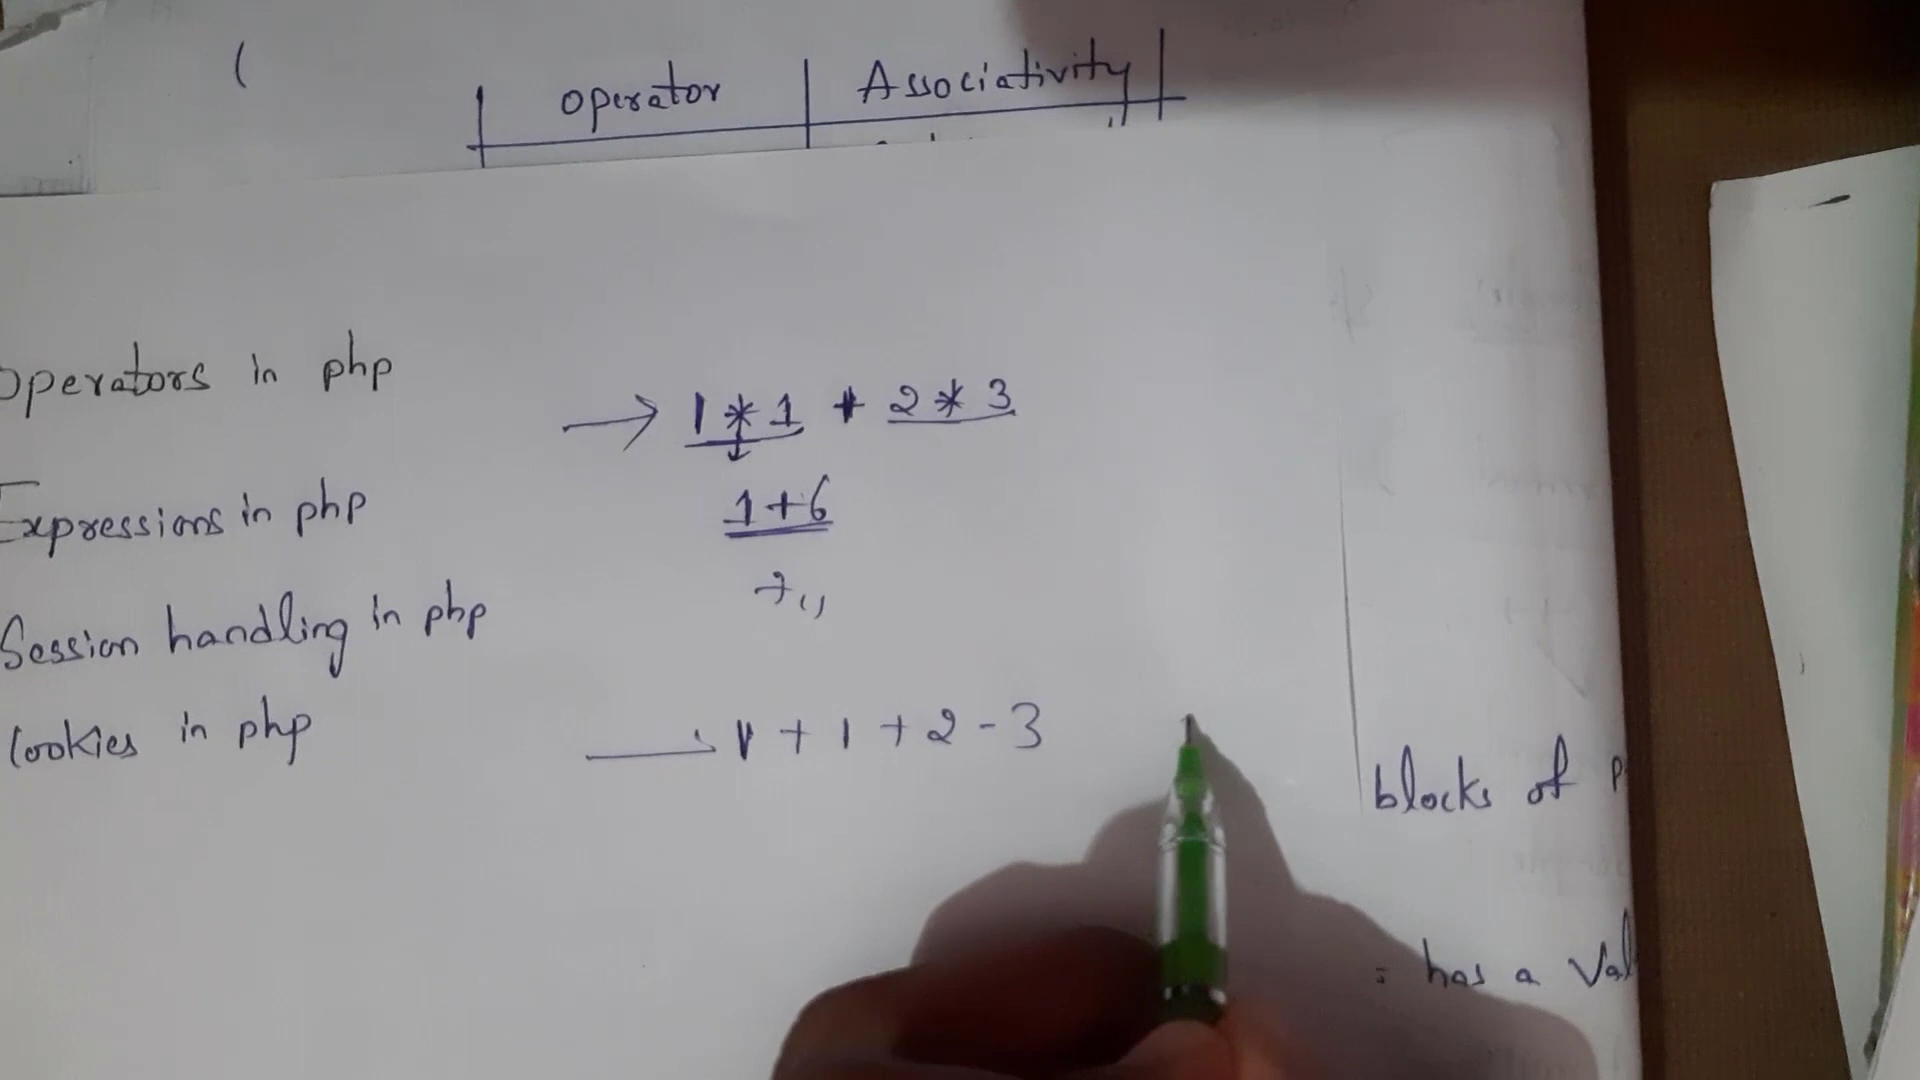 ( operator | Associativity |
Operators in php
→ 1 * 1 + 2 * 3
1+6
Expressions in php
7
Session handling in php
Cookies in php
→ 1 + 1 + 2 - 3
blocks of
= has a Val